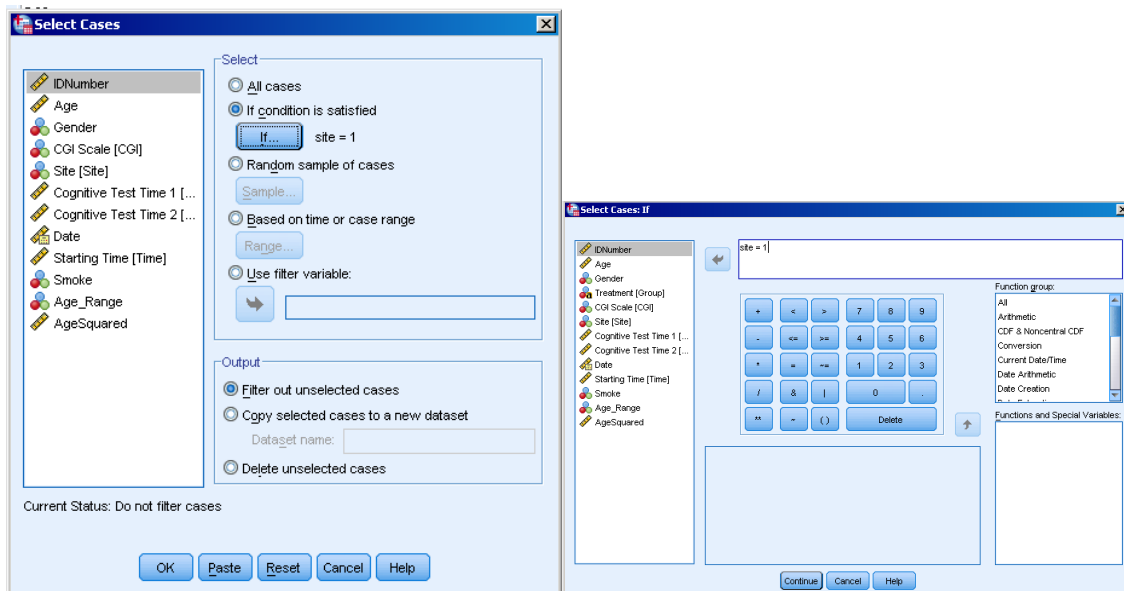 Select Cases
IDNumber
Age
Gender
CGI Scale [CGI]
Site [Site]
Cognitive Test Time 1 [...
Cognitive Test Time 2 [...
Date
Starting Time [Time]
Smoke
Age_Range
AgeSquared
Select
All cases
If condition is satisfied
If... site = 1
Random sample of cases
Sample...
Based on time or case range
Range...
Use filter variable:
Output
Filter out unselected cases
Copy selected cases to a new dataset
Dataset name:
Delete unselected cases
Current Status: Do not filter cases
OK Paste Reset Cancel Help
Select Cases: If
IDNumber
Age
Gender
Treatment [Group]
CGI Scale [CGI]
Site [Site]
Cognitive Test Time 1 [...
Cognitive Test Time 2 [...
Date
Starting Time [Time]
Smoke
Age_Range
AgeSquared
site = 1
+ < > 7 8 9
- <= >= 4 5 6
* = ~= 1 2 3
/ & | 0 .
** ~ ( ) Delete
Function group:
All
Arithmetic
CDF & Noncentral CDF
Conversion
Current Date/Time
Date Arithmetic
Date Creation
Functions and Special Variables:
Continue Cancel Help